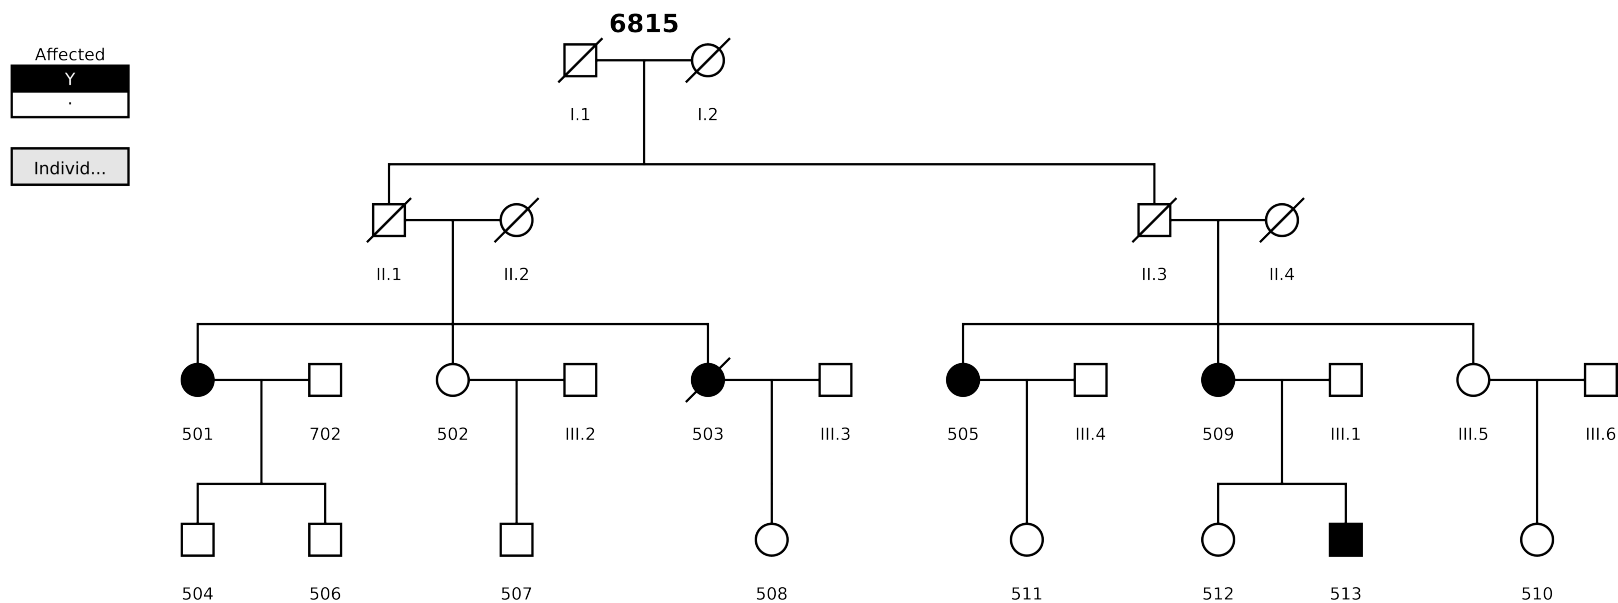 6815
Affected
Y
.
Individ...
I.1 I.2
II.1 II.2 II.3 II.4
501 702 502 III.2 503 III.3 505 III.4 509 III.1 III.5 III.6
504 506 507 508 511 512 513 510